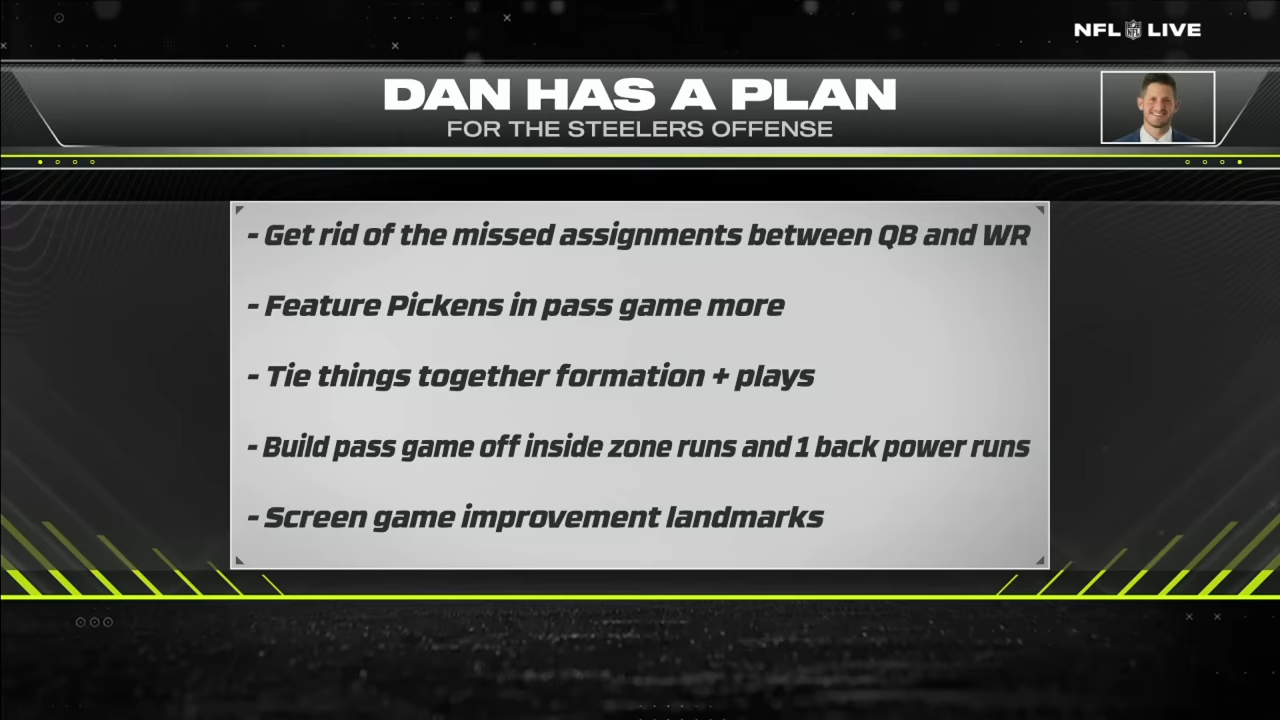 NFL NFL LIVE
DAN HAS A PLAN
FOR THE STEELERS OFFENSE
- Get rid of the missed assignments between QB and WR
- Feature Pickens in pass game more
- Tie things together formation + plays
- Build pass game off inside zone runs and 1 back power runs
- Screen game improvement landmarks